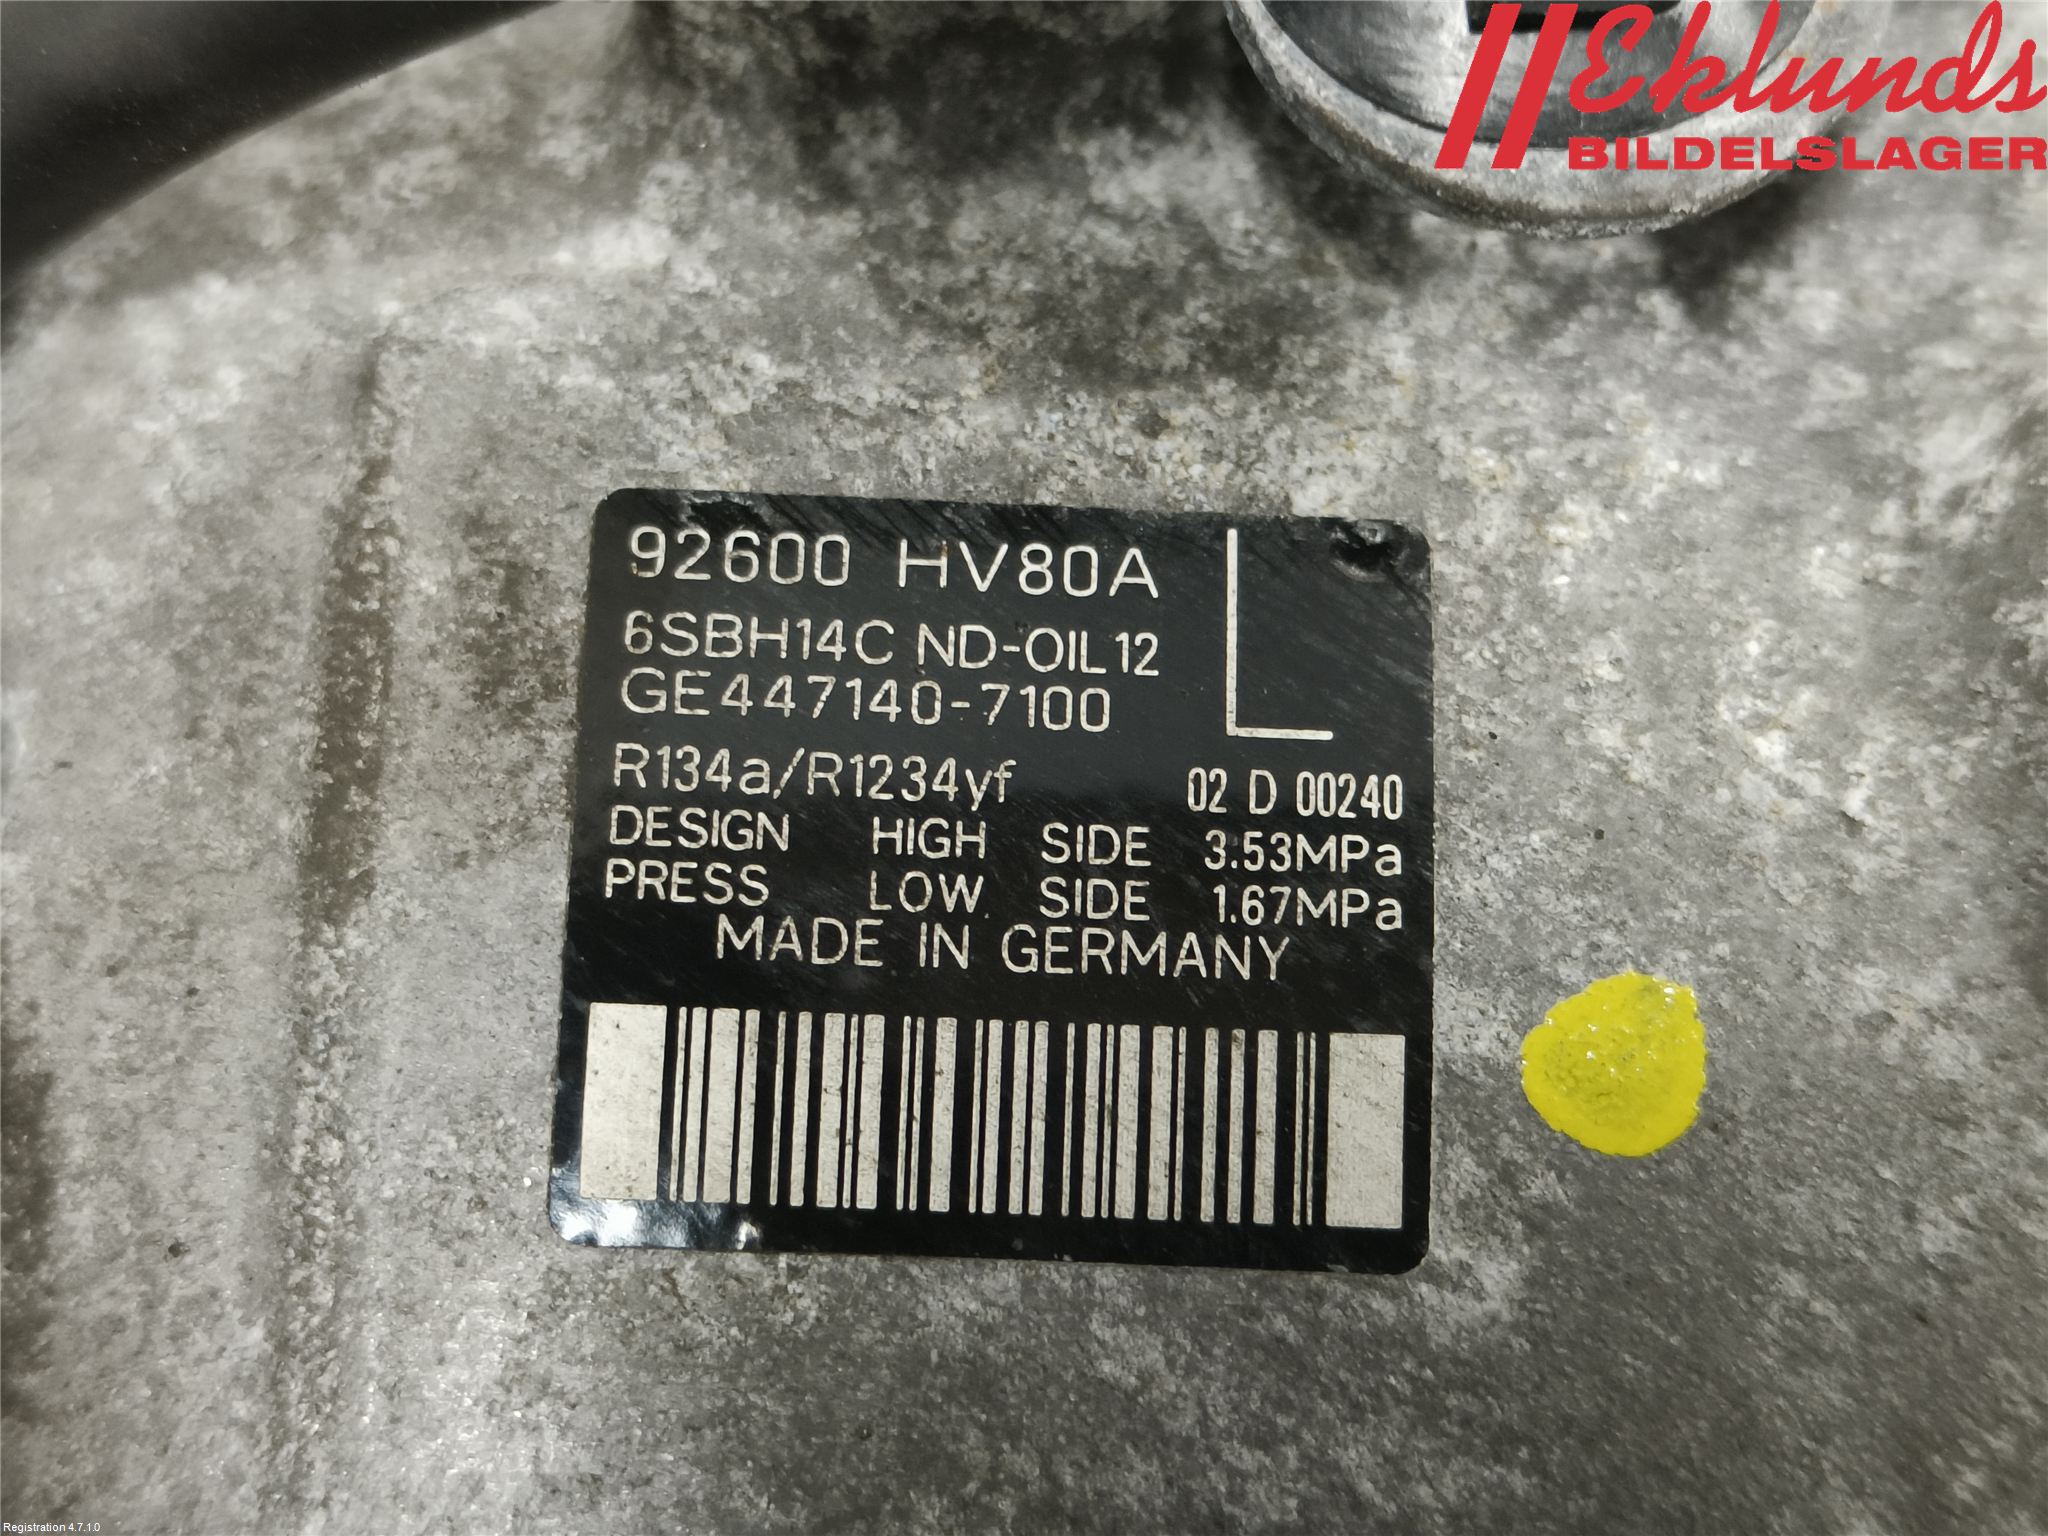 Eklunds
BILDELSLAGER
92600 HV80A L
6SBH14C ND-OIL12
GE447140-7100
R134a/R1234yf 02 D 00240
DESIGN HIGH SIDE 3.53MPa
PRESS LOW SIDE 1.67MPa
MADE IN GERMANY
Registration 4.7.1.0